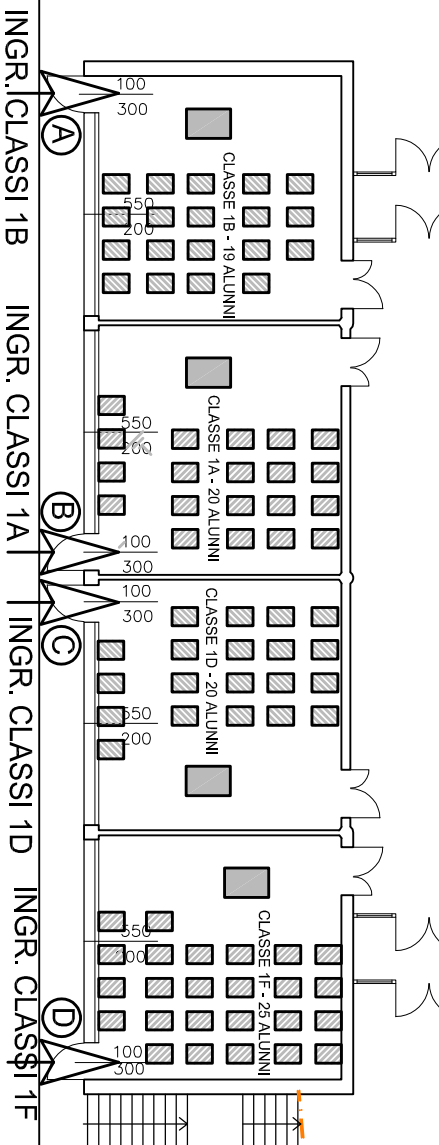 INGR. CLASSI 1B
A
100
300
CLASSE 1B - 19 ALUNNI
550
200
INGR. CLASSI 1A
B
550
200
CLASSE 1A - 20 ALUNNI
100
300
INGR. CLASSI 1D
C
100
300
CLASSE 1D - 20 ALUNNI
550
200
INGR. CLASSI 1F
D
550
CLASSE 1F - 25 ALUNNI
100
300